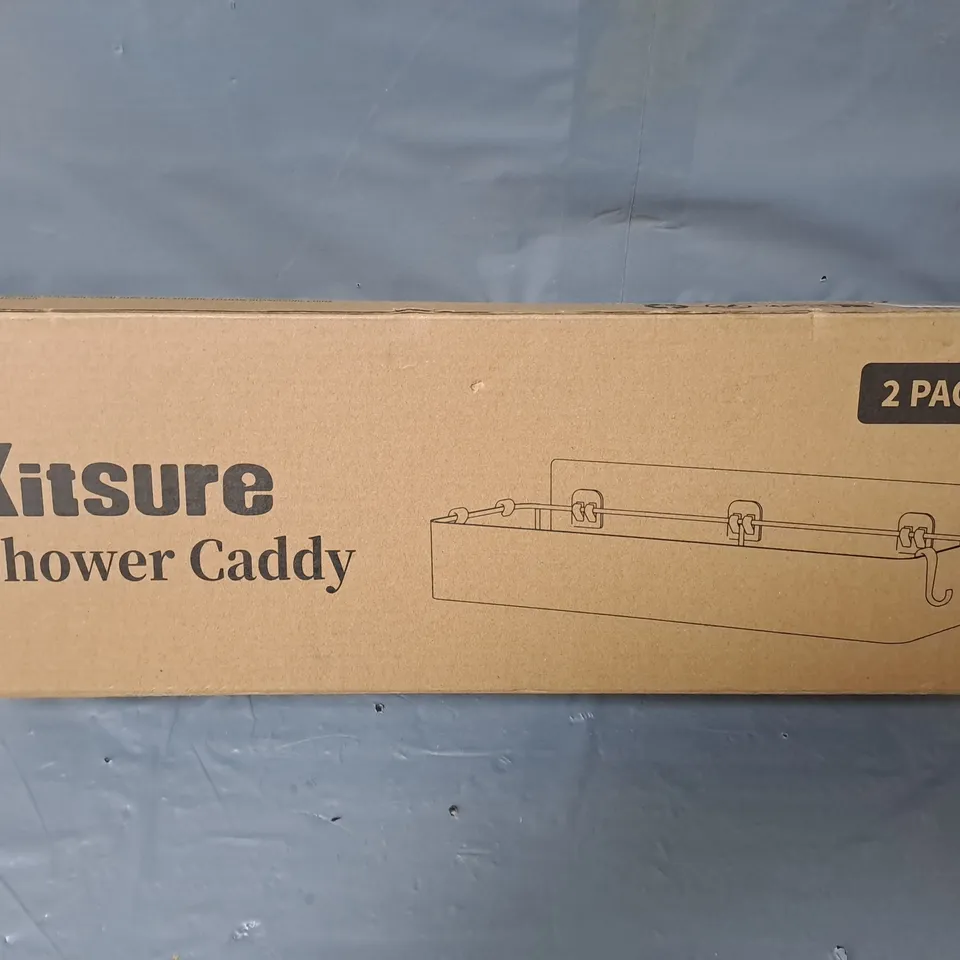 2 PAC
Kitsure
hower Caddy